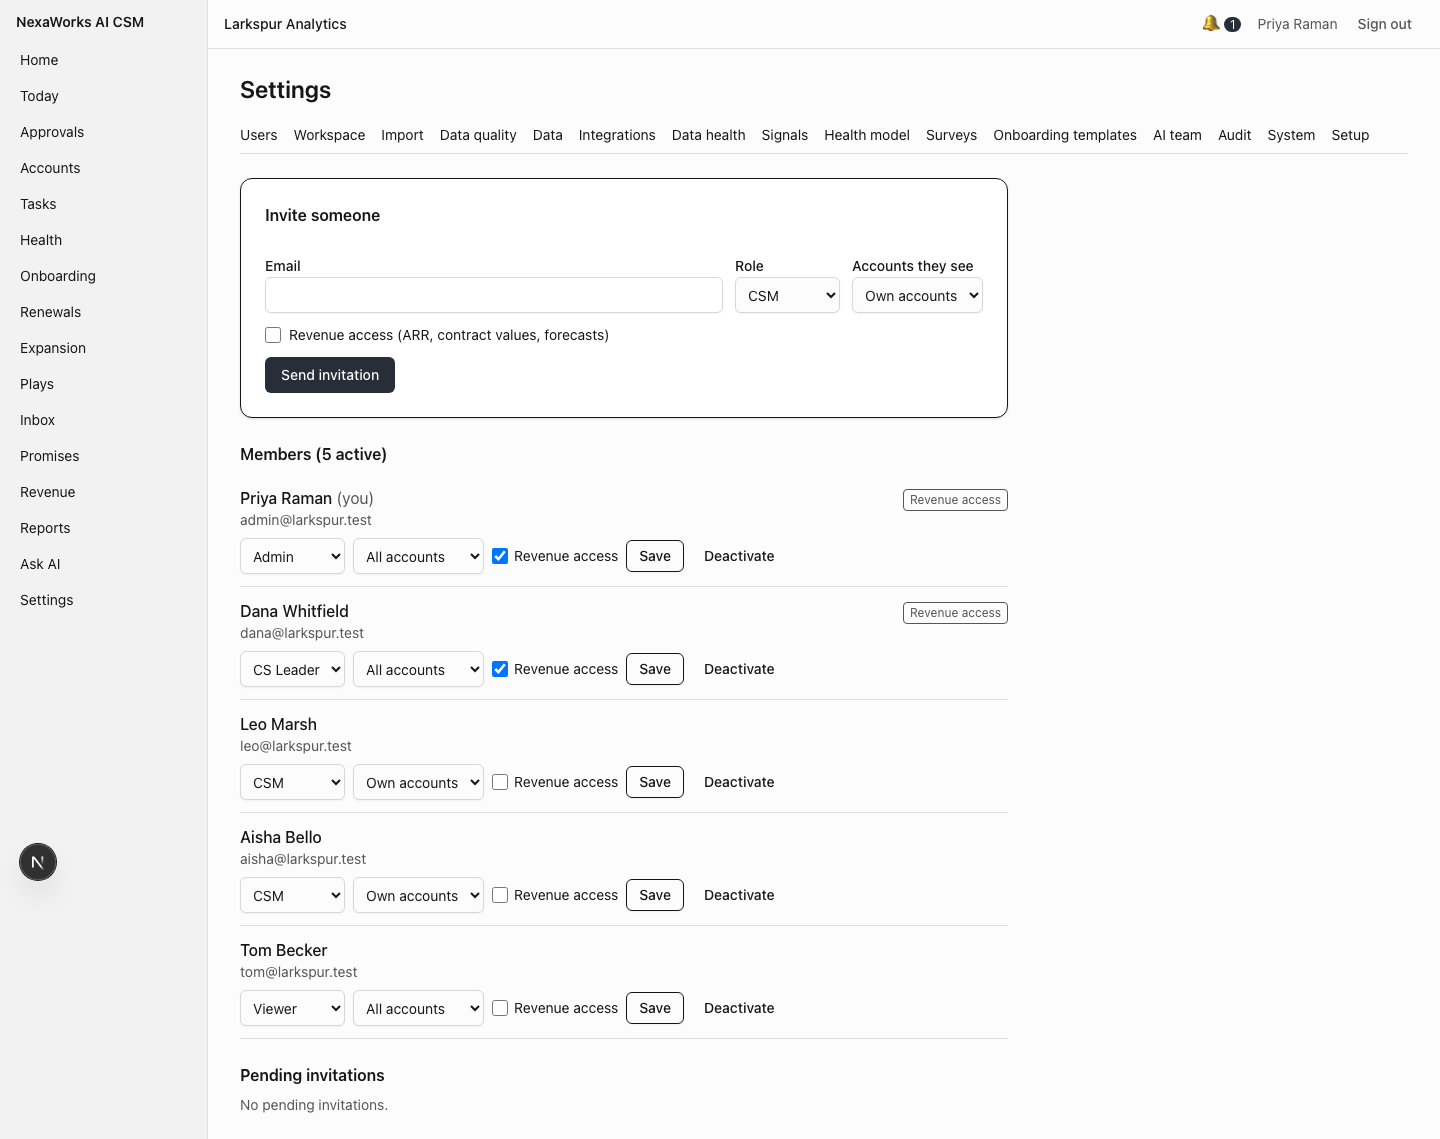 NexaWorks AI CSM
Home
Today
Approvals
Accounts
Tasks
Health
Onboarding
Renewals
Expansion
Plays
Inbox
Promises
Revenue
Reports
Ask AI
Settings
N
Larkspur Analytics
1 Priya Raman Sign out
Settings
Users Workspace Import Data quality Data Integrations Data health Signals Health model Surveys Onboarding templates AI team Audit System Setup
Invite someone
Email Role Accounts they see
CSM Own accounts
Revenue access (ARR, contract values, forecasts)
Send invitation
Members (5 active)
Priya Raman (you) Revenue access
admin@larkspur.test
Admin All accounts Revenue access Save Deactivate
Dana Whitfield Revenue access
dana@larkspur.test
CS Leader All accounts Revenue access Save Deactivate
Leo Marsh
leo@larkspur.test
CSM Own accounts Revenue access Save Deactivate
Aisha Bello
aisha@larkspur.test
CSM Own accounts Revenue access Save Deactivate
Tom Becker
tom@larkspur.test
Viewer All accounts Revenue access Save Deactivate
Pending invitations
No pending invitations.